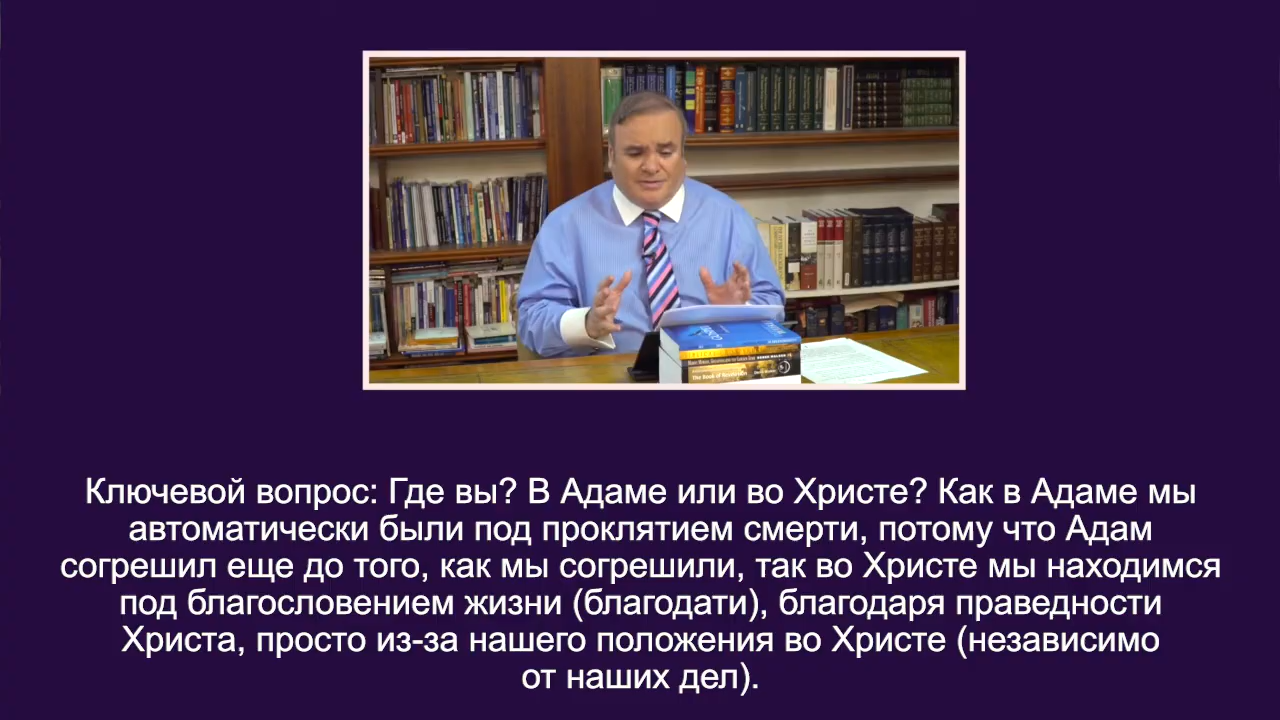 Ключевой вопрос: Где вы? В Адаме или во Христе? Как в Адаме мы
автоматически были под проклятием смерти, потому что Адам
согрешил еще до того, как мы согрешили, так во Христе мы находимся
под благословением жизни (благодати), благодаря праведности
Христа, просто из-за нашего положения во Христе (независимо
от наших дел).